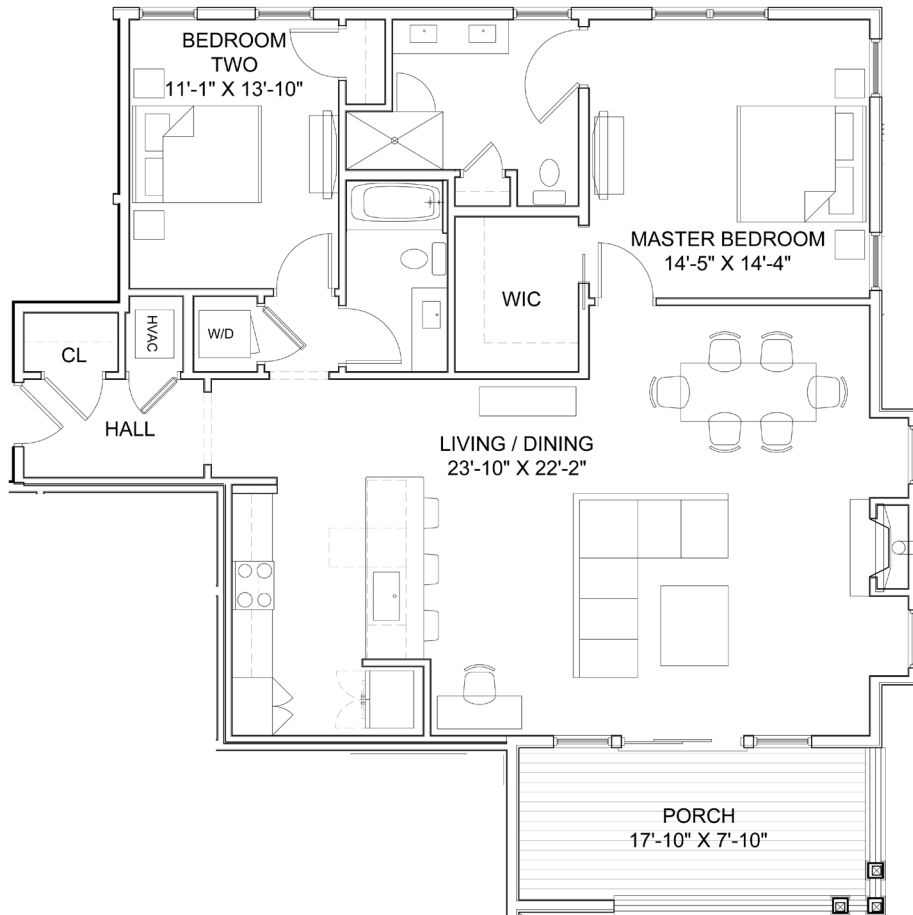 BEDROOM
TWO
11'-1" X 13'-10"
MASTER BEDROOM
14'-5" X 14'-4"
WIC
HVAC
W/D
CL
HALL
LIVING / DINING
23'-10" X 22'-2"
PORCH
17'-10" X 7'-10"